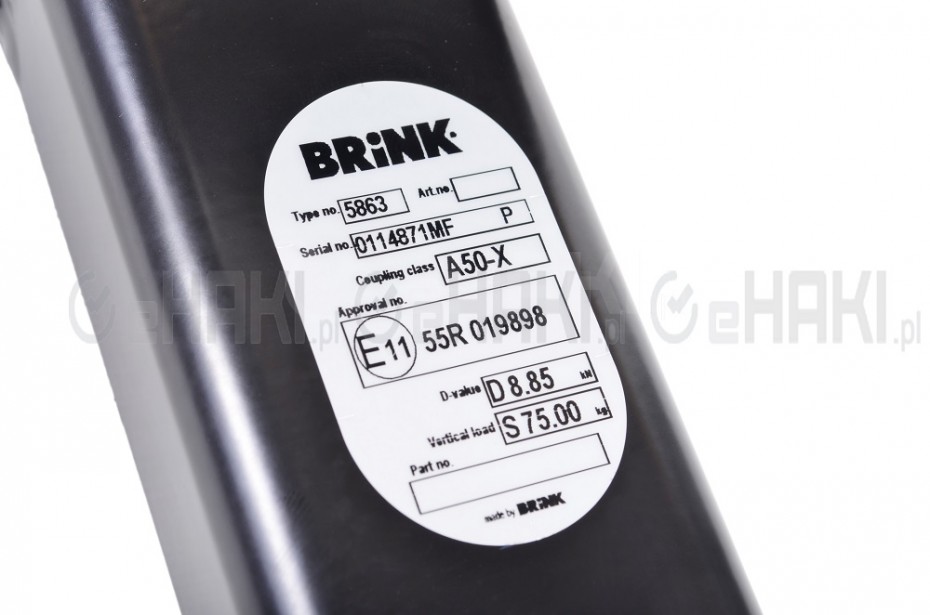 BRiNK
Type no. 5863 Art.no.
Serial no. 0114871MF P
Coupling class A50-X
Approval no.
E11 55R 019898
D-value D 8.85 kN
Vertical load S 75.00 kg
Part no.
made by BRiNK
eHAKI.pl eHAKI.pl eHAKI.pl